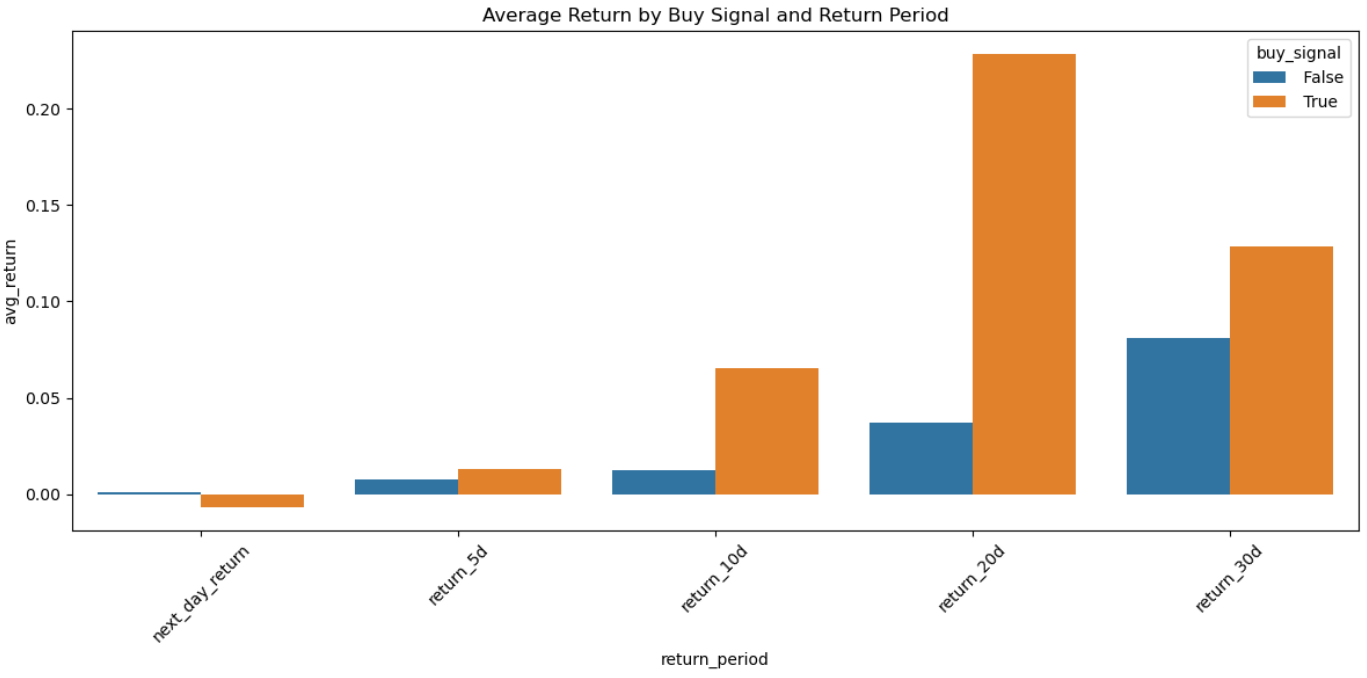 Average Return by Buy Signal and Return Period
buy_signal
False
True
avg_return
0.20
0.15
0.10
0.05
0.00
next_day_return
return_5d
return_10d
return_20d
return_30d
return_period